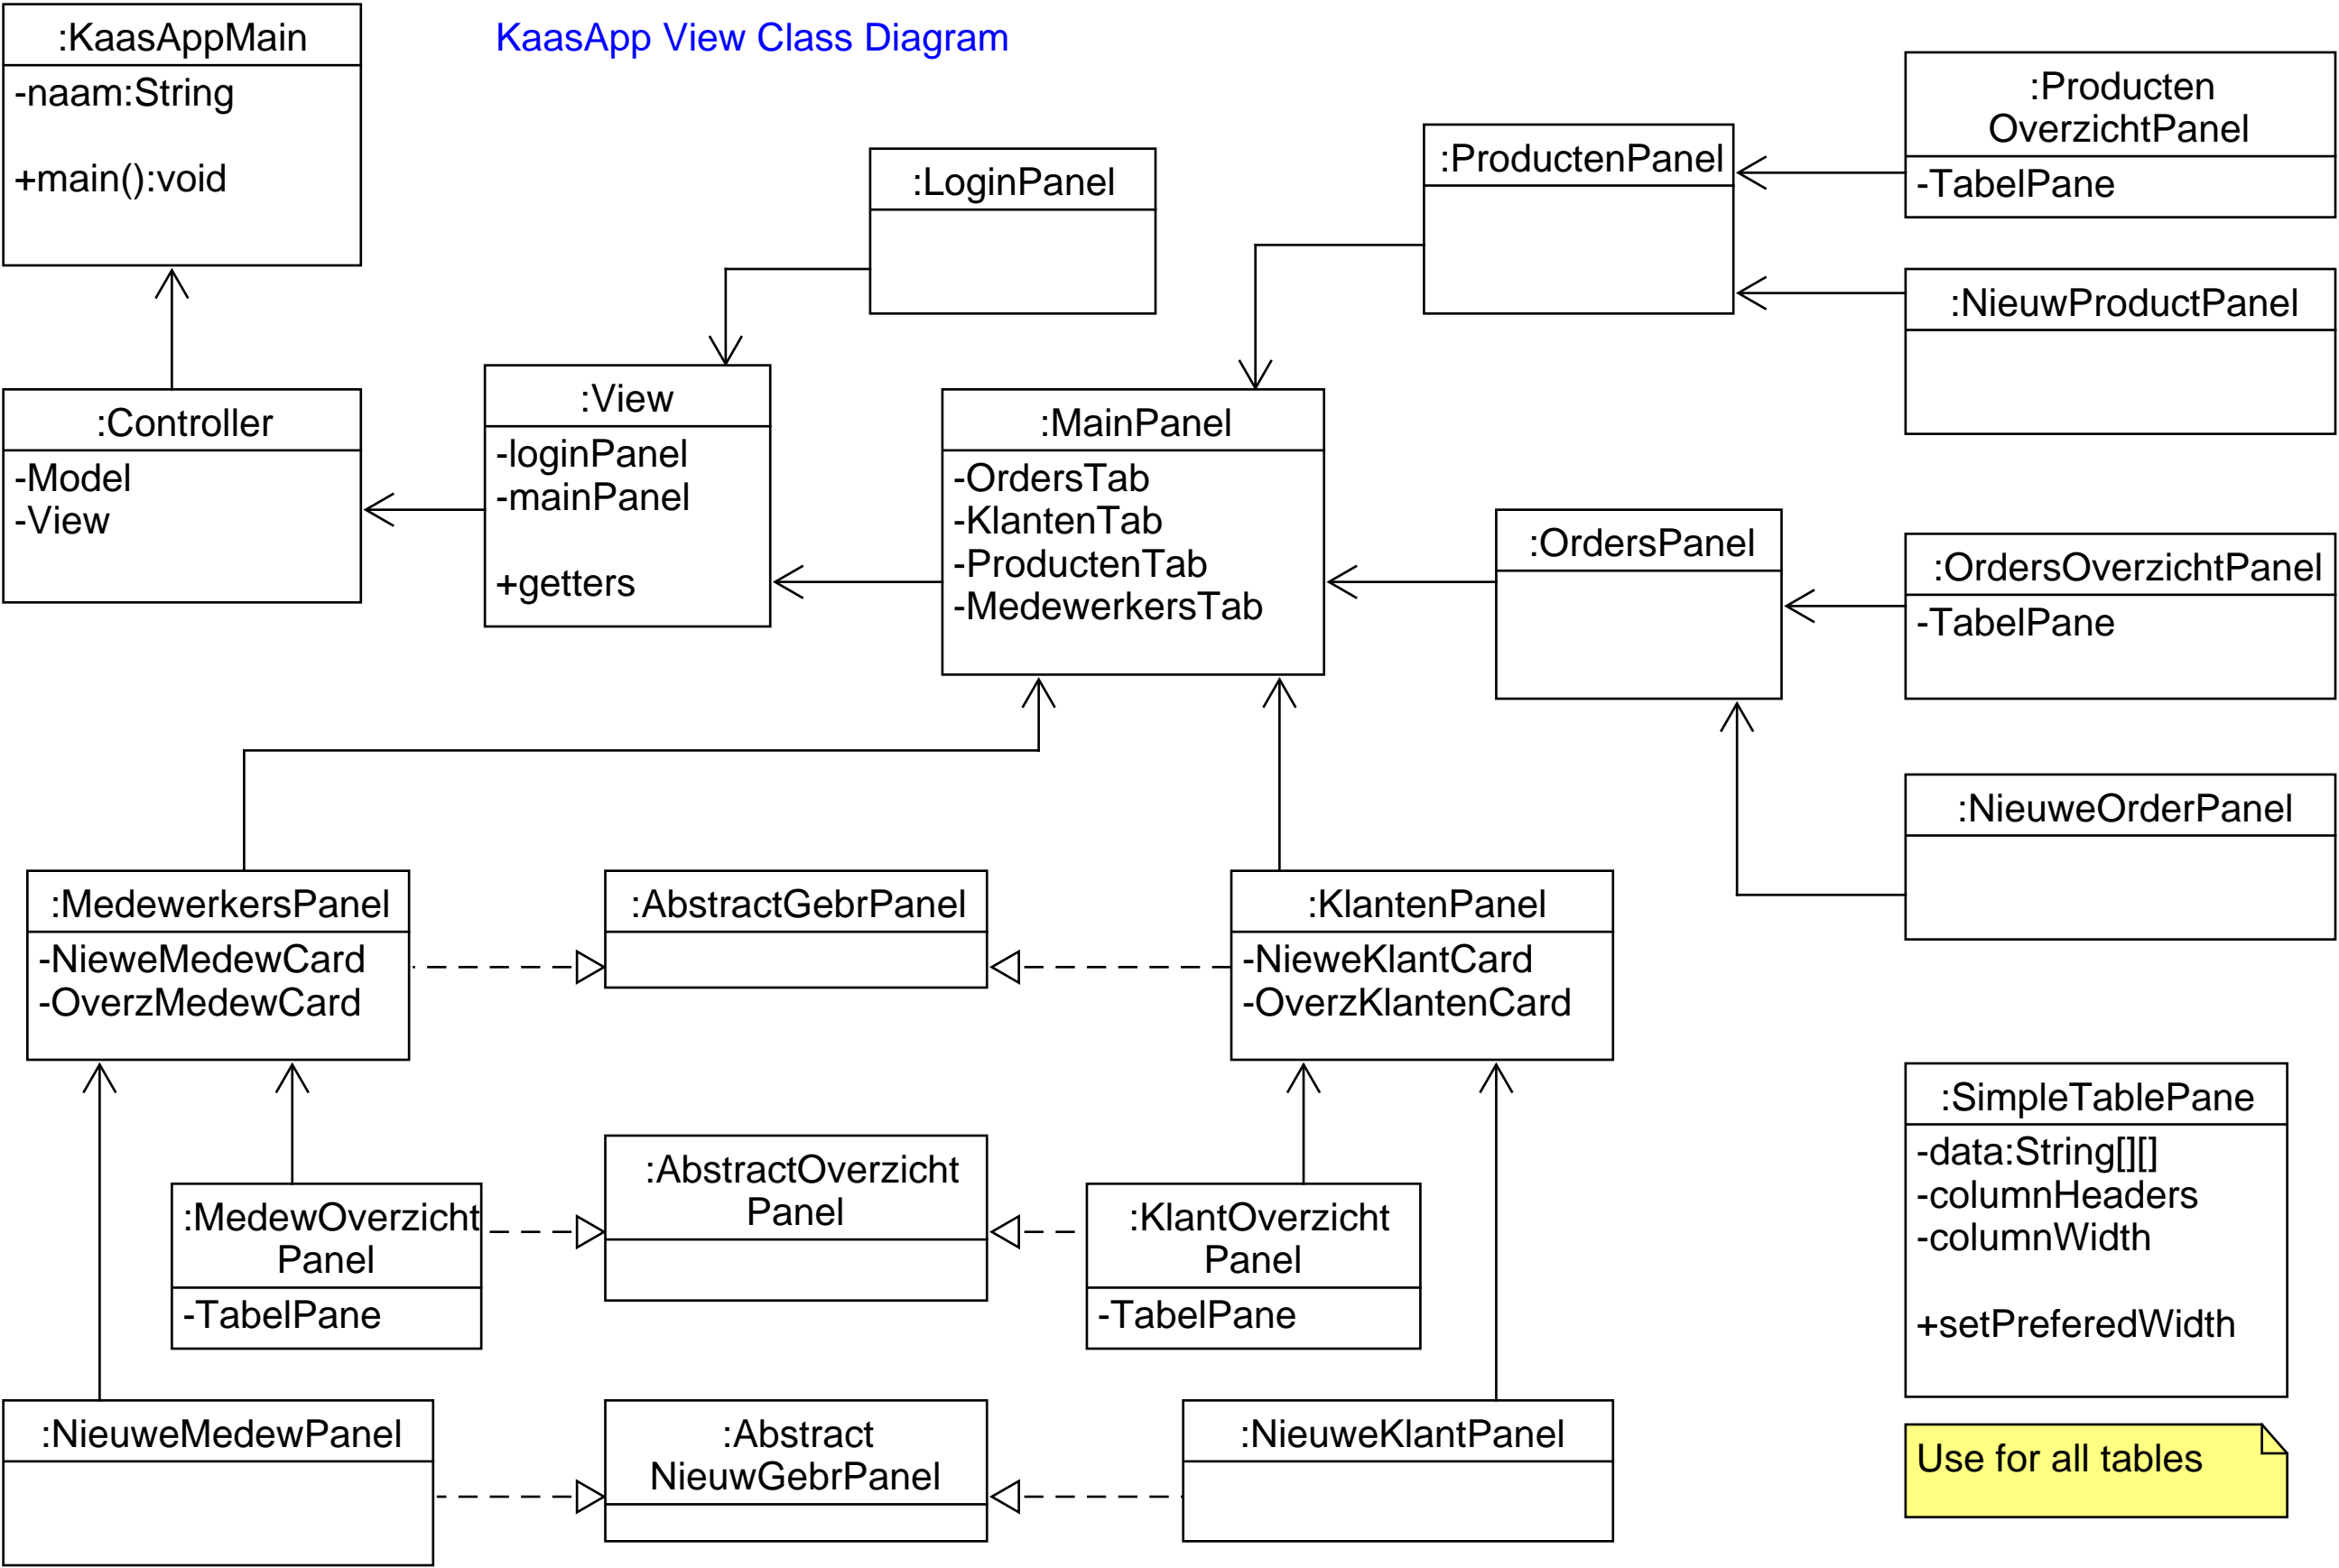 :KaasAppMain
-naam:String
+main():void
KaasApp View Class Diagram
:LoginPanel
:ProductenPanel
:Producten
OverzichtPanel
-TabelPane
:NieuwProductPanel
:Controller
-Model
-View
:View
-loginPanel
-mainPanel
+getters
:MainPanel
-OrdersTab
-KlantenTab
-ProductenTab
-MedewerkersTab
:OrdersPanel
:OrdersOverzichtPanel
-TabelPane
:NieuweOrderPanel
:MedewerkersPanel
-NieweMedewCard
-OverzMedewCard
:AbstractGebrPanel
:KlantenPanel
-NieweKlantCard
-OverzKlantenCard
:MedewOverzicht
Panel
-TabelPane
:AbstractOverzicht
Panel
:KlantOverzicht
Panel
-TabelPane
:SimpleTablePane
-data:String[][]
-columnHeaders
-columnWidth
+setPreferedWidth
:NieuweMedewPanel
:Abstract
NieuwGebrPanel
:NieuweKlantPanel
Use for all tables